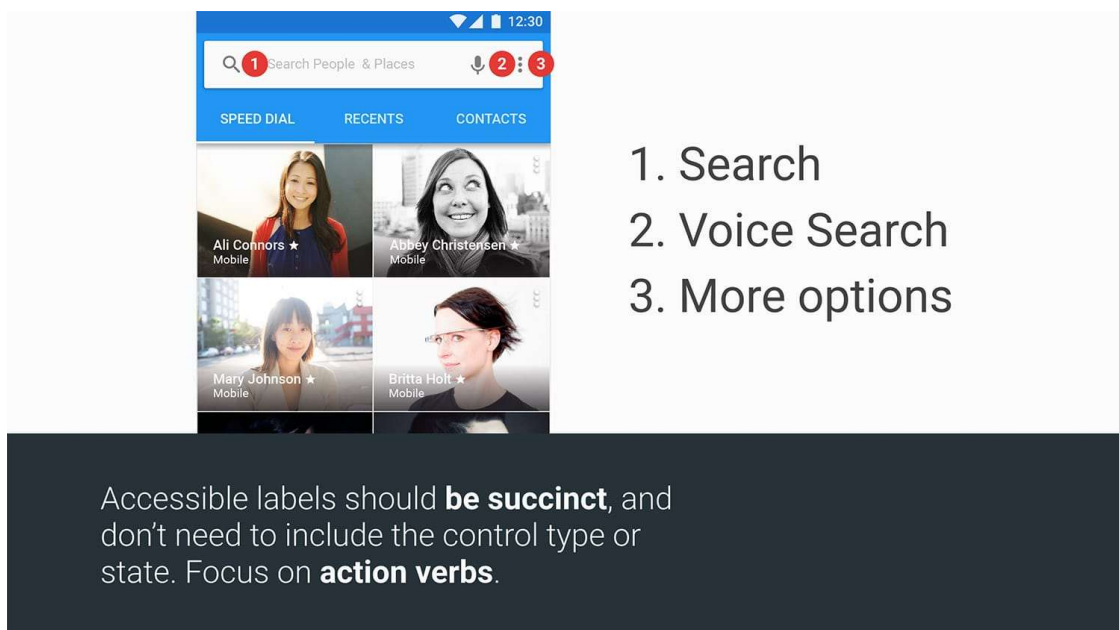 12:30
1 Search People & Places 2 3
SPEED DIAL RECENTS CONTACTS
Ali Connors ★
Mobile
Abbey Christensen ★
Mobile
Mary Johnson ★
Mobile
Britta Holt ★
Mobile
1. Search
2. Voice Search
3. More options
Accessible labels should be succinct, and
don’t need to include the control type or
state. Focus on action verbs.